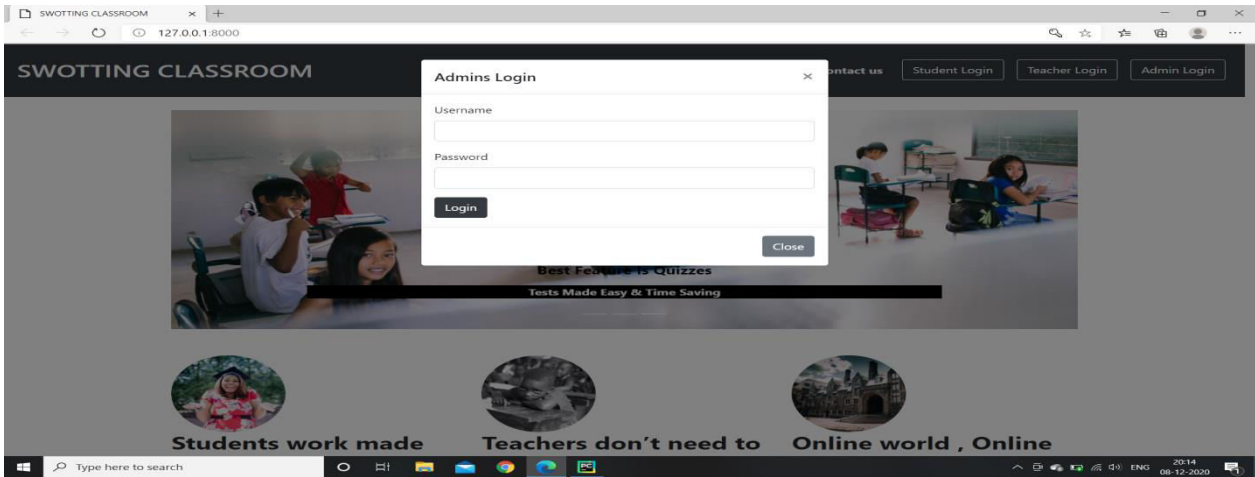 SWOTTING CLASSROOM
127.0.0.1:8000
SWOTTING CLASSROOM
Admins Login
ontact us
Student Login
Teacher Login
Admin Login
Username
Password
Login
Close
Best Feature Is Quizzes
Tests Made Easy & Time Saving
Students work made
Teachers don't need to
Online world , Online
Type here to search
PC
ENG
20:14
08-12-2020